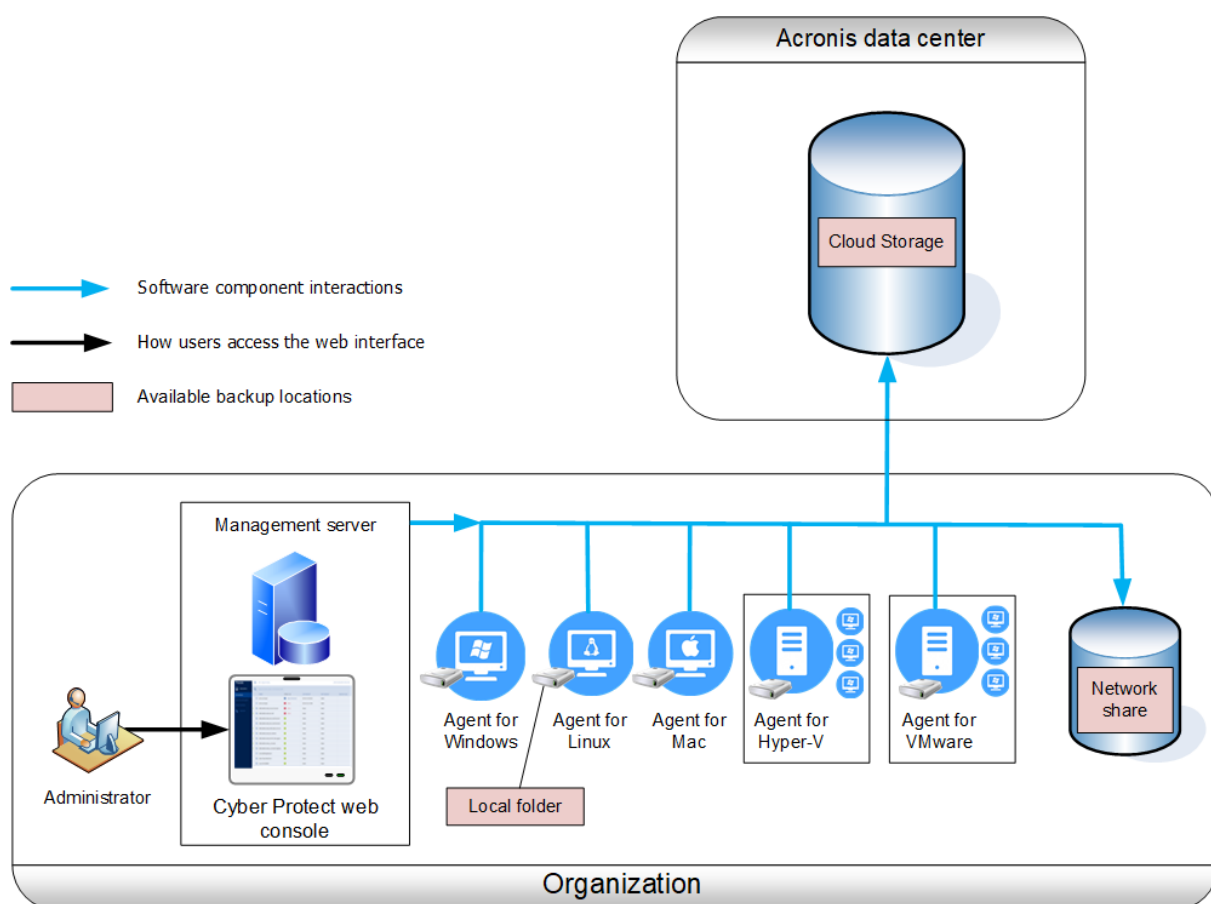 Acronis data center
Cloud Storage
Software component interactions
How users access the web interface
Available backup locations
Management server
Administrator
Cyber Protect web
console
Agent for
Windows
Agent for
Linux
Agent for
Mac
Agent for
Hyper-V
Agent for
VMware
Network
share
Local folder
Organization